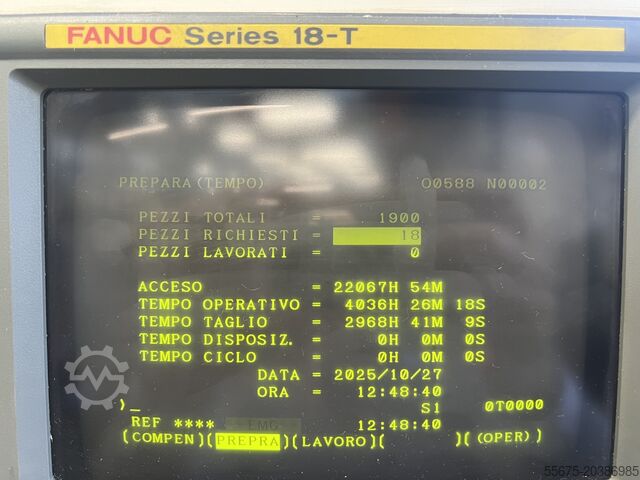 FANUC Series 18-T
PREPARA(TEMPO) O0588 N00002
PEZZI TOTALI = 1900
PEZZI RICHIESTI = 18
PEZZI LAVORATI = 0
ACCESO = 22067H 54M
TEMPO OPERATIVO = 4036H 26M 18S
TEMPO TAGLIO = 2968H 41M 9S
TEMPO DISPOSIZ. = 0H 0M 0S
TEMPO CICLO = 0H 0M 0S
DATA = 2025/10/27
ORA = 12:48:40
)_
S1 0T0000
REF **** --EMG-- 12:48:40
(COMPEN)(PREPRA)(LAVORO)( )((OPER))
55675-20386985